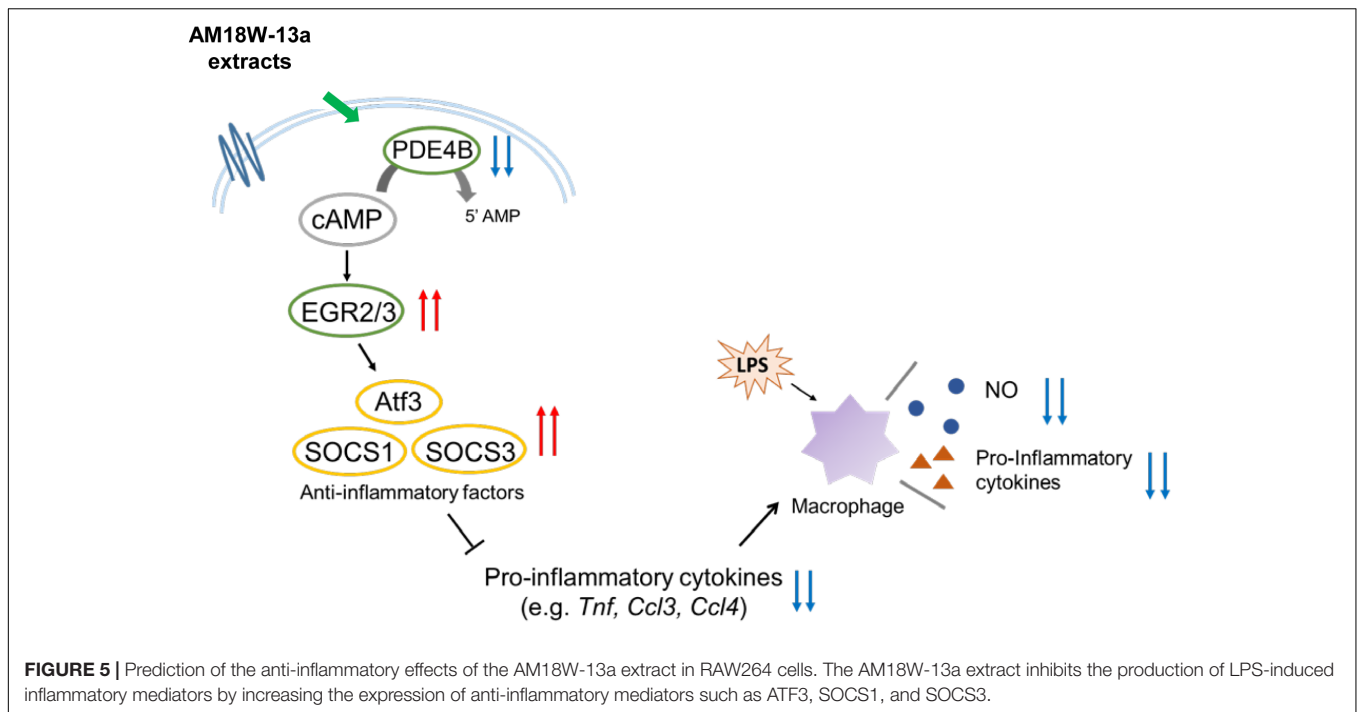 AM18W-13a
extracts
PDE4B
cAMP
5' AMP
EGR2/3
Atf3
SOCS1
SOCS3
Anti-inflammatory factors
Pro-inflammatory cytokines
(e.g. Tnf, Ccl3, Ccl4)
LPS
Macrophage
NO
Pro-Inflammatory
cytokines
FIGURE 5 | Prediction of the anti-inflammatory effects of the AM18W-13a extract in RAW264 cells. The AM18W-13a extract inhibits the production of LPS-induced
inflammatory mediators by increasing the expression of anti-inflammatory mediators such as ATF3, SOCS1, and SOCS3.